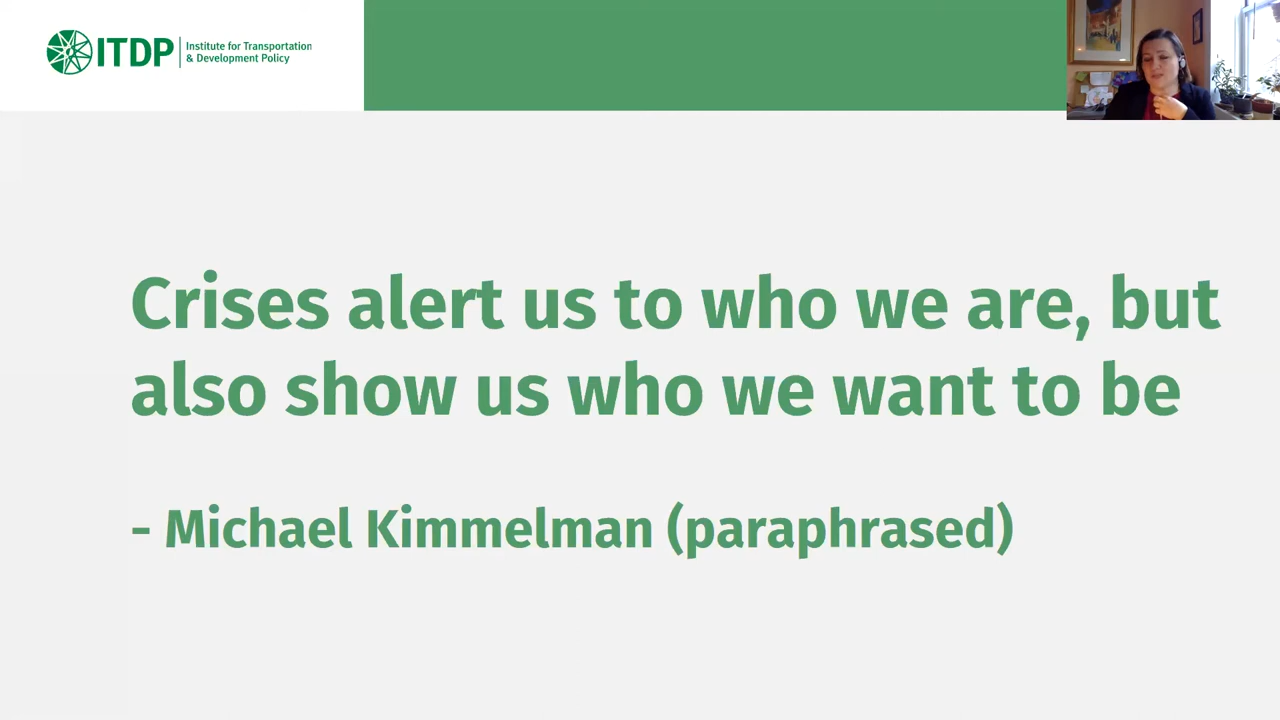 ITDP
Institute for Transportation
& Development Policy
Crises alert us to who we are, but
also show us who we want to be
- Michael Kimmelman (paraphrased)